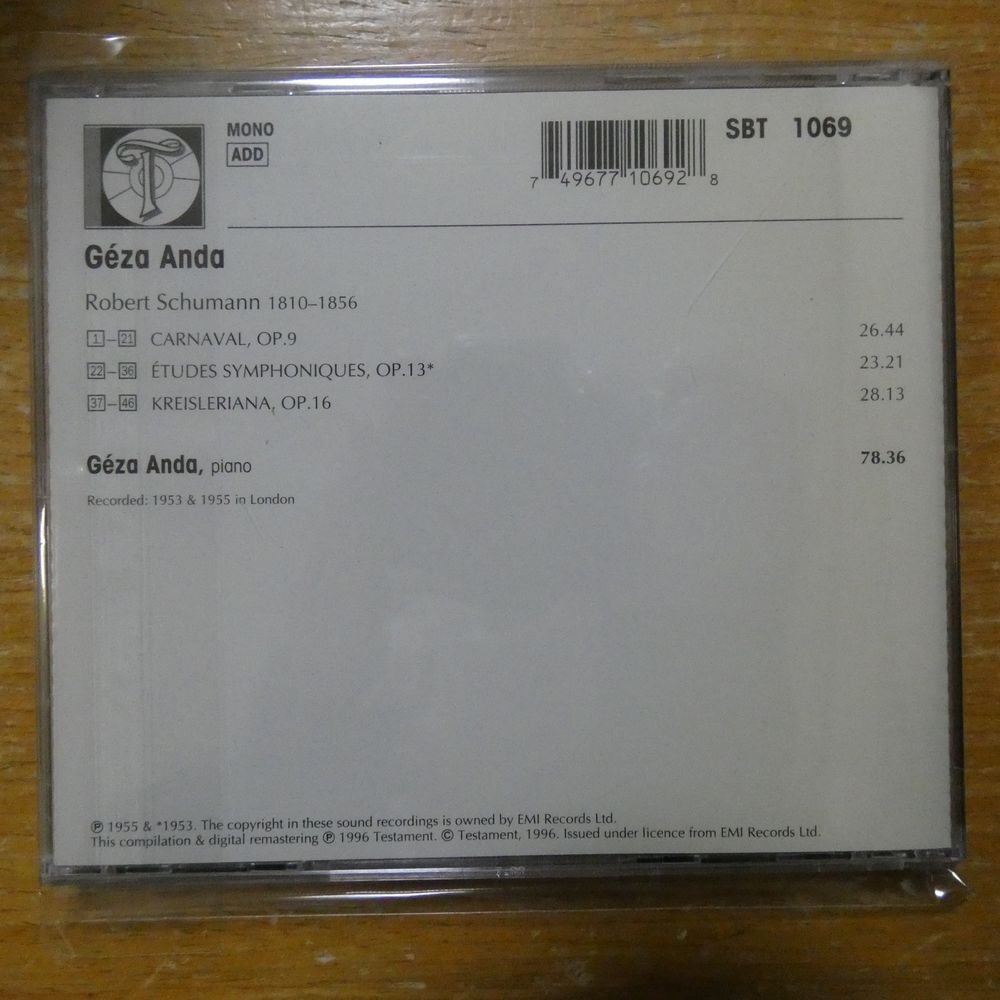 MONO
ADD
SBT 1069
7 49677 10692 8
Géza Anda
Robert Schumann 1810–1856
1–21 CARNAVAL, OP.9 26.44
22–36 ÉTUDES SYMPHONIQUES, OP.13* 23.21
37–46 KREISLERIANA, OP.16 28.13
Géza Anda, piano 78.36
Recorded: 1953 & 1955 in London
℗ 1955 & *1953. The copyright in these sound recordings is owned by EMI Records Ltd.
This compilation & digital remastering ℗ 1996 Testament. © Testament, 1996. Issued under licence from EMI Records Ltd.